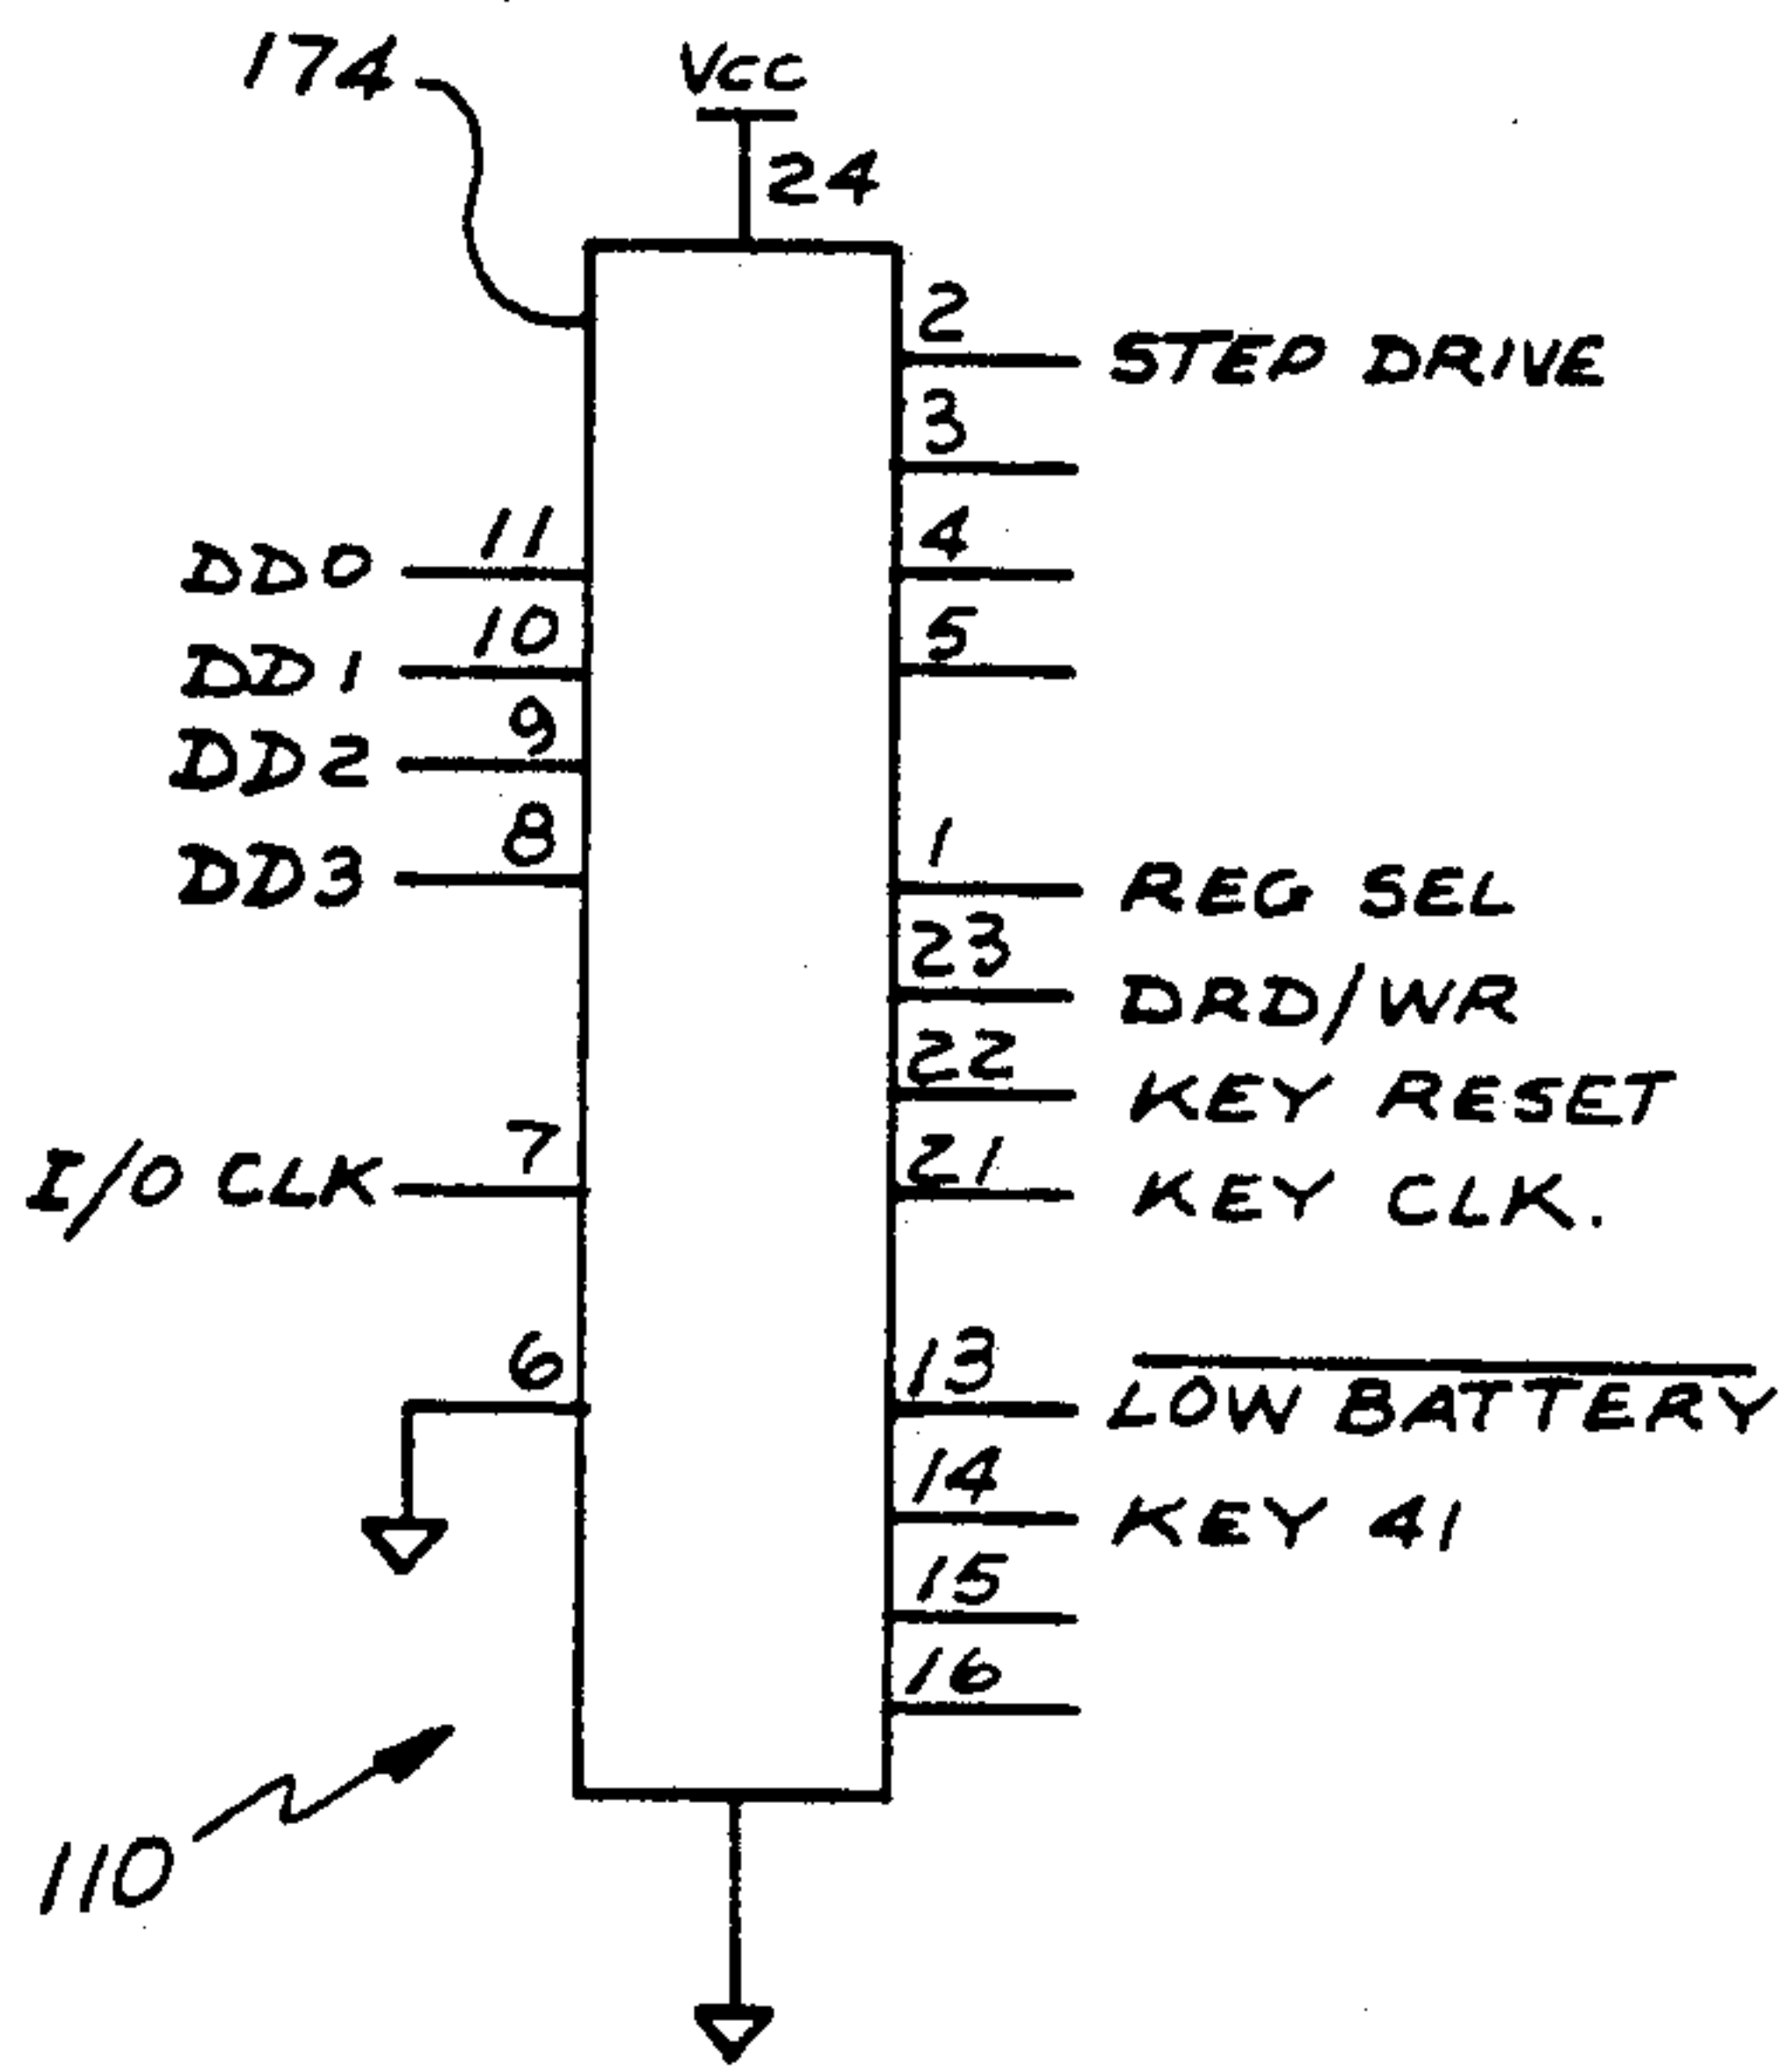 174
VCC
24
2 STEP DRIVE
3
11 DD0
4
10 DD1
5
9 DD2
8 DD3
1 REG SEL
23 DRD/WR
22 KEY RESET
7 I/O CLK
21 KEY CLK.
6
13 LOW BATTERY
14 KEY 41
15
16
110